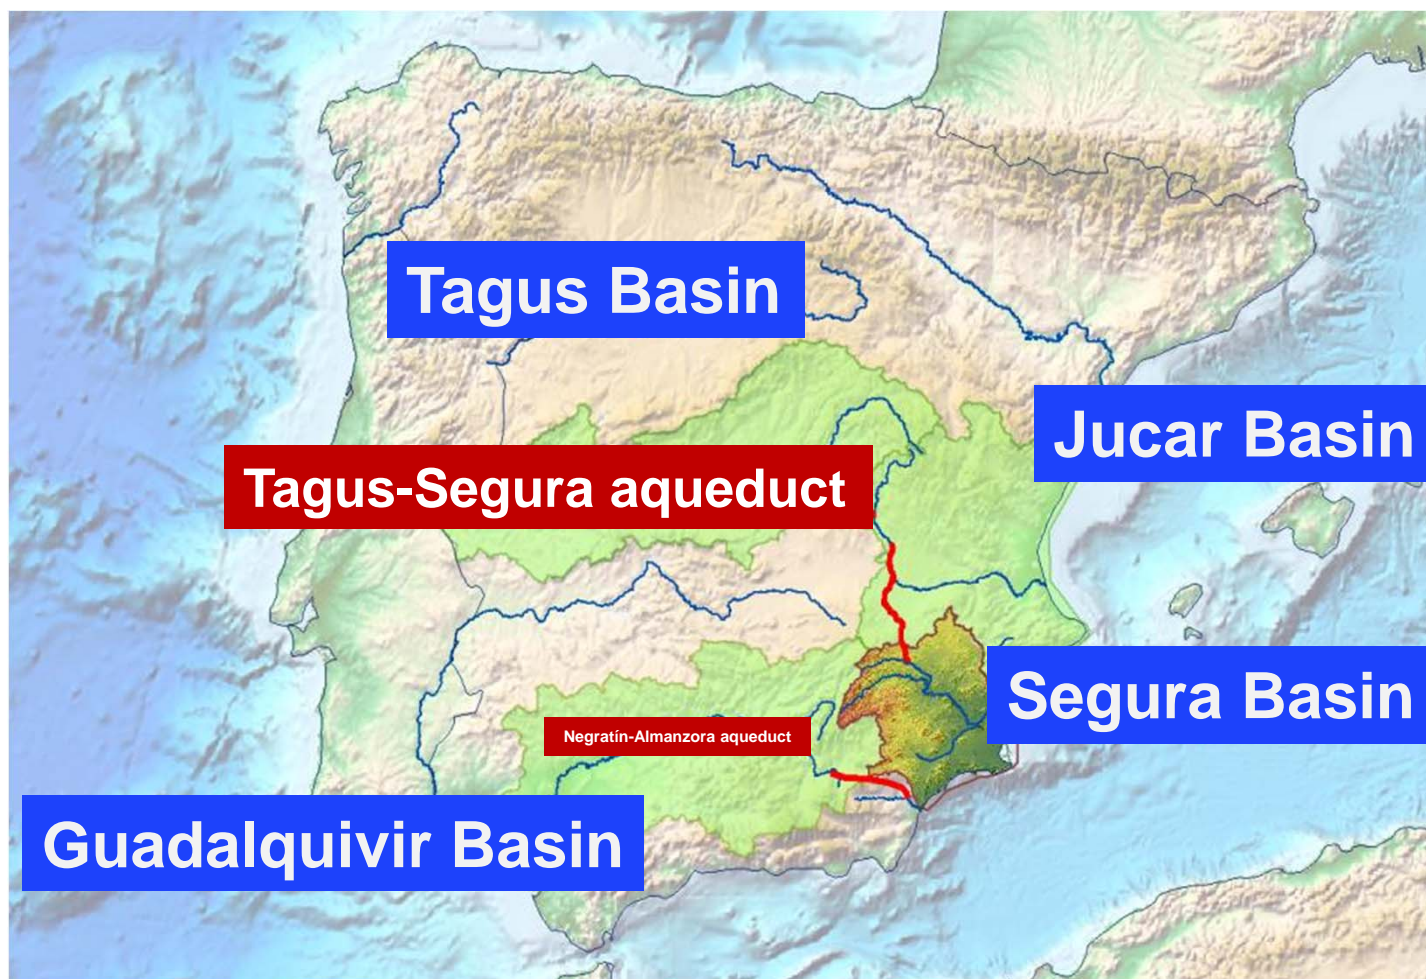 Tagus Basin
Jucar Basin
Tagus-Segura aqueduct
Segura Basin
Negratín-Almanzora aqueduct
Guadalquivir Basin